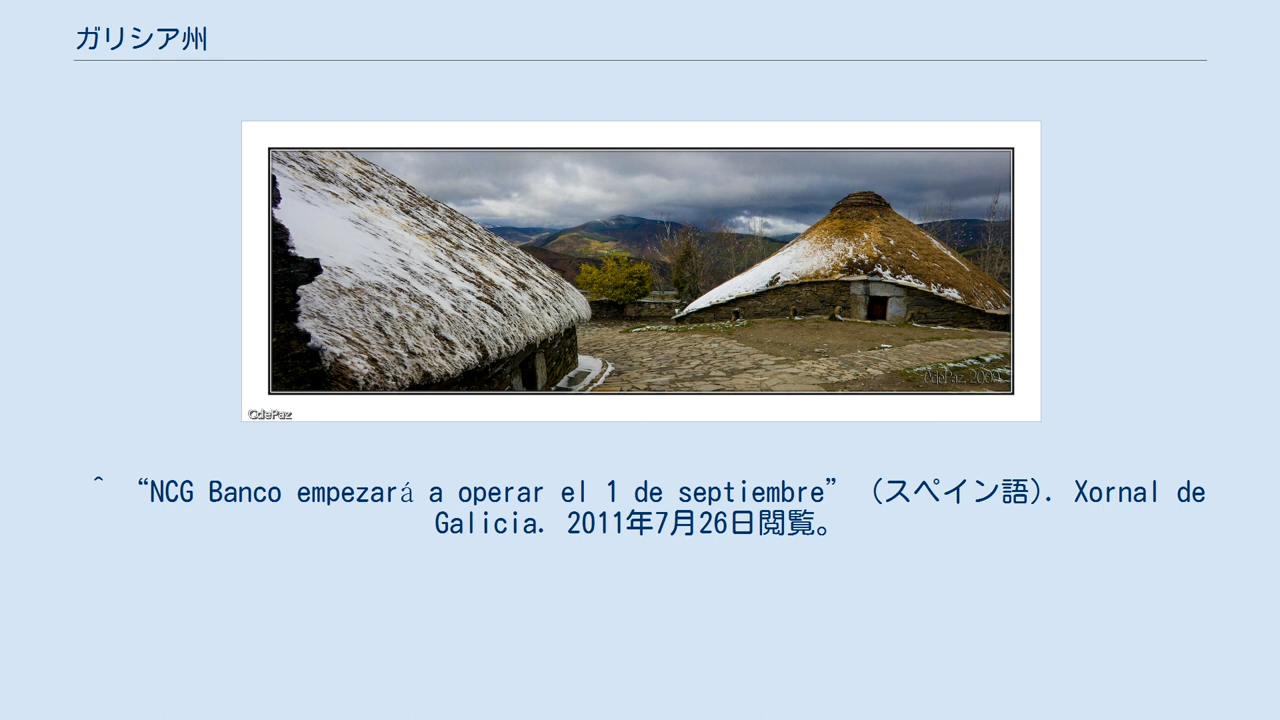 ガリシア州
©dePaz, 2009
CdePaz
^ “NCG Banco empezará a operar el 1 de septiembre” (スペイン語). Xornal de
Galicia. 2011年7月26日閲覧。